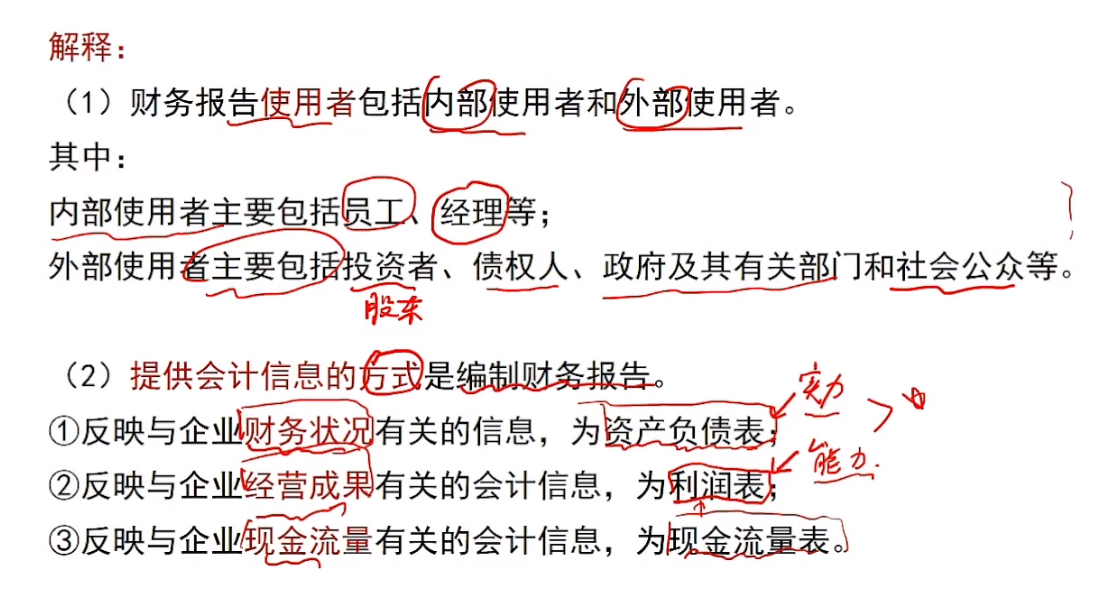 解释：
（1）财务报告使用者包括内部使用者和外部使用者。
其中：
内部使用者主要包括员工、经理等；
外部使用者主要包括投资者、债权人、政府及其有关部门和社会公众等。
股东
（2）提供会计信息的方式是编制财务报告。
实力
①反映与企业财务状况有关的信息，为资产负债表；
能力
②反映与企业经营成果有关的会计信息，为利润表；
③反映与企业现金流量有关的会计信息，为现金流量表。